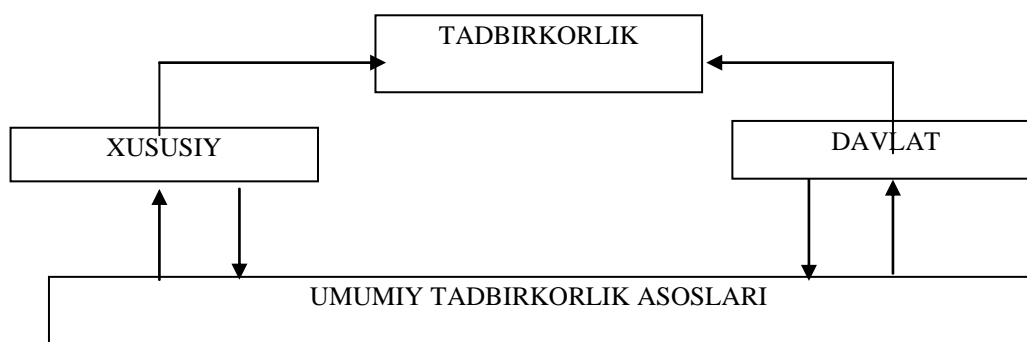 TADBIRKORLIK
XUSUSIY
DAVLAT
UMUMIY TADBIRKORLIK ASOSLARI